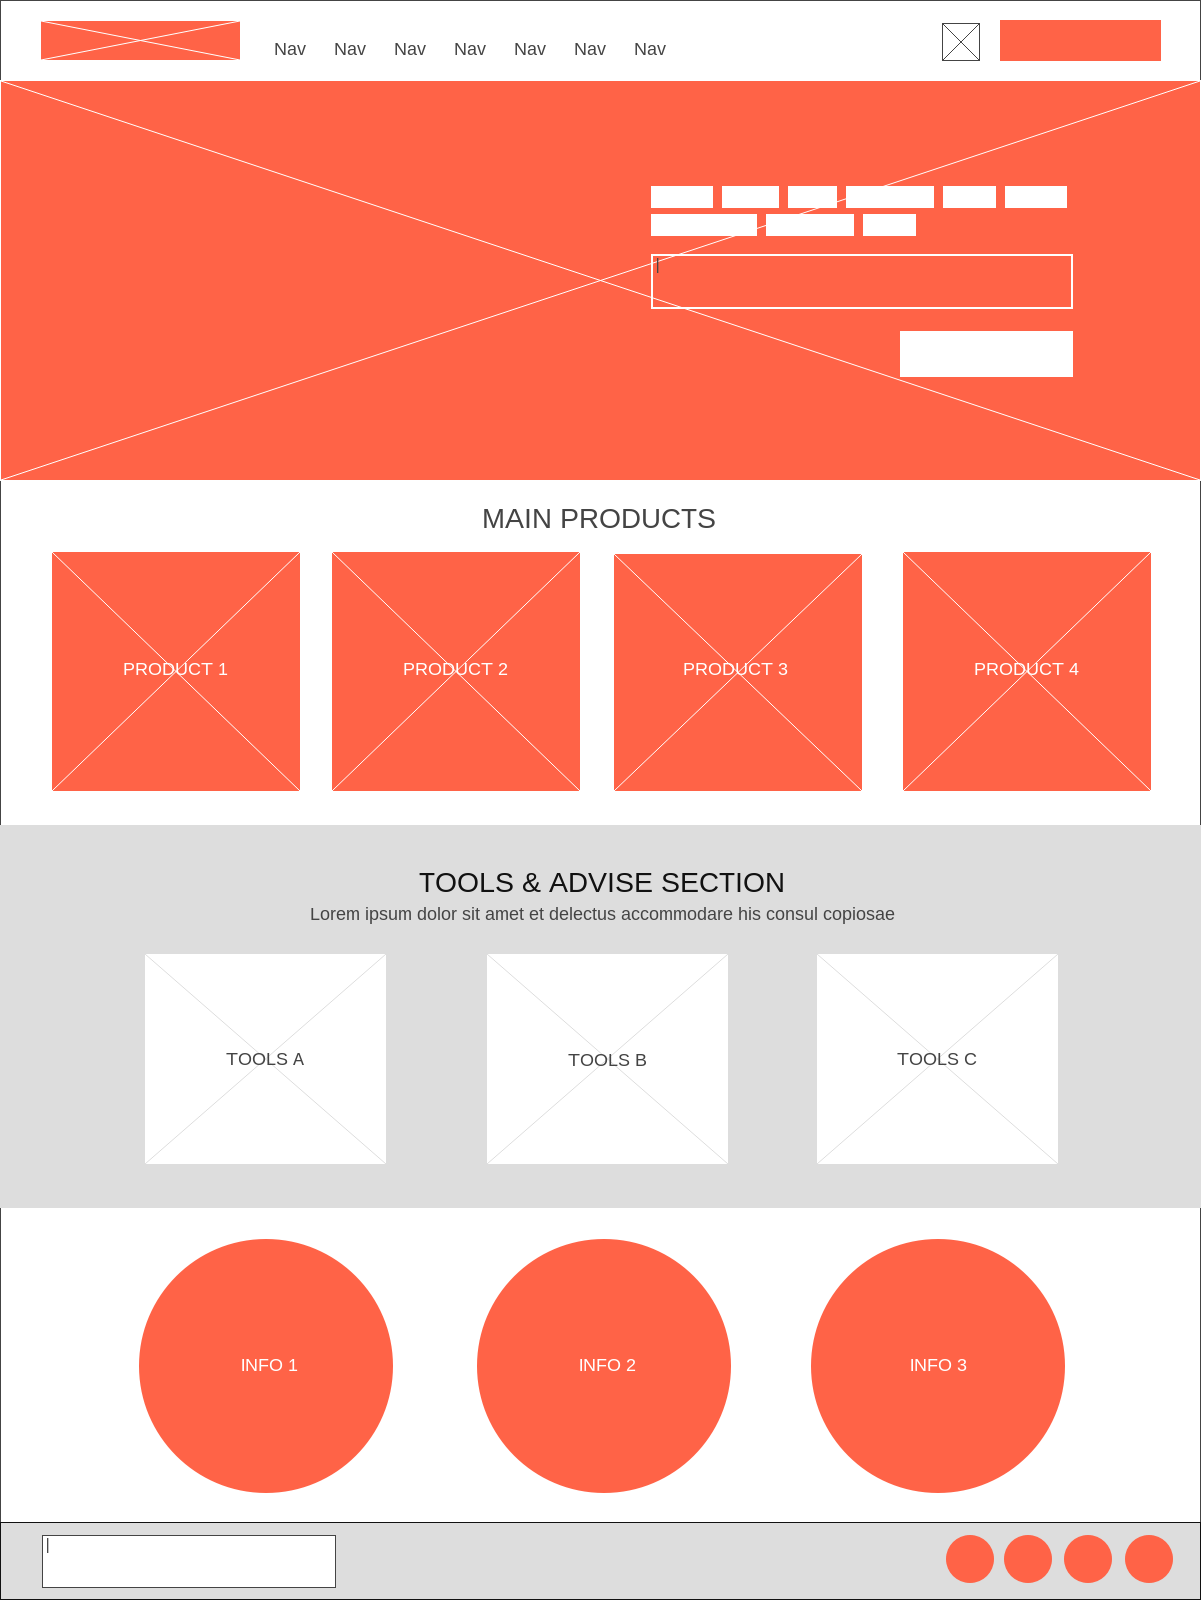 Nav Nav Nav Nav Nav Nav Nav
MAIN PRODUCTS
PRODUCT 1 PRODUCT 2 PRODUCT 3 PRODUCT 4
TOOLS & ADVISE SECTION
Lorem ipsum dolor sit amet et delectus accommodare his consul copiosae
TOOLS A TOOLS B TOOLS C
INFO 1 INFO 2 INFO 3